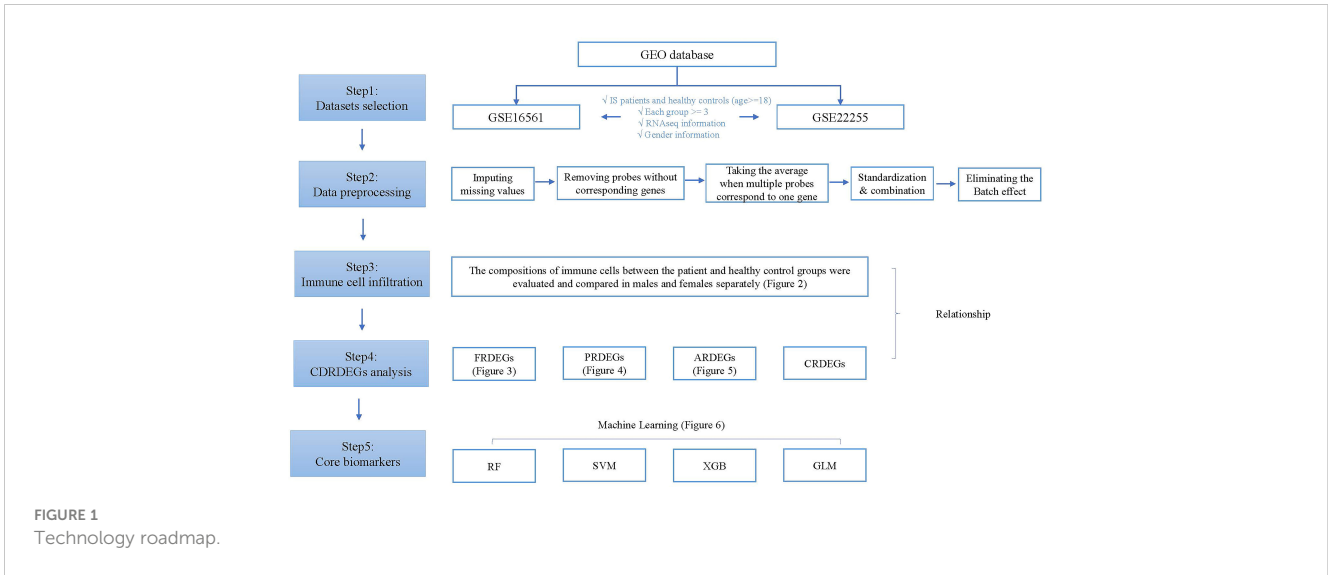 GEO database
Step1:
Datasets selection
√ IS patients and healthy controls (age>=18)
√ Each group >= 3
√ RNAseq information
√ Gender information
GSE16561
GSE22255
Step2:
Data preprocessing
Imputing
missing values
Removing probes without
corresponding genes
Taking the average
when multiple probes
correspond to one gene
Standardization
& combination
Eliminating the
Batch effect
Step3:
Immune cell infiltration
The compositions of immune cells between the patient and healthy control groups were
evaluated and compared in males and females separately (Figure 2)
Relationship
Step4:
CDRDEGs analysis
FRDEGs
(Figure 3)
PRDEGs
(Figure 4)
ARDEGs
(Figure 5)
CRDEGs
Machine Learning (Figure 6)
Step5:
Core biomarkers
RF
SVM
XGB
GLM
FIGURE 1
Technology roadmap.